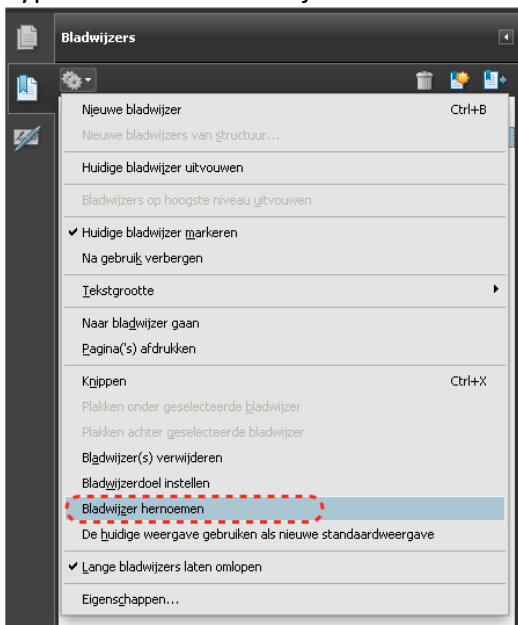 Bladwijzers
Nieuwe bladwijzer Ctrl+B
Nieuwe bladwijzers van structuur...
Huidige bladwijzer uitvouwen
Bladwijzers op hoogste niveau uitvouwen
Huidige bladwijzer markeren
Na gebruik verbergen
Tekstgrootte
Naar bladwijzer gaan
Pagina('s) afdrukken
Knippen Ctrl+X
Plakken onder geselecteerde bladwijzer
Plakken achter geselecteerde bladwijzer
Bladwijzer(s) verwijderen
Bladwijzerdoel instellen
Bladwijzer hernoemen
De huidige weergave gebruiken als nieuwe standaardweergave
Lange bladwijzers laten omlopen
Eigenschappen...